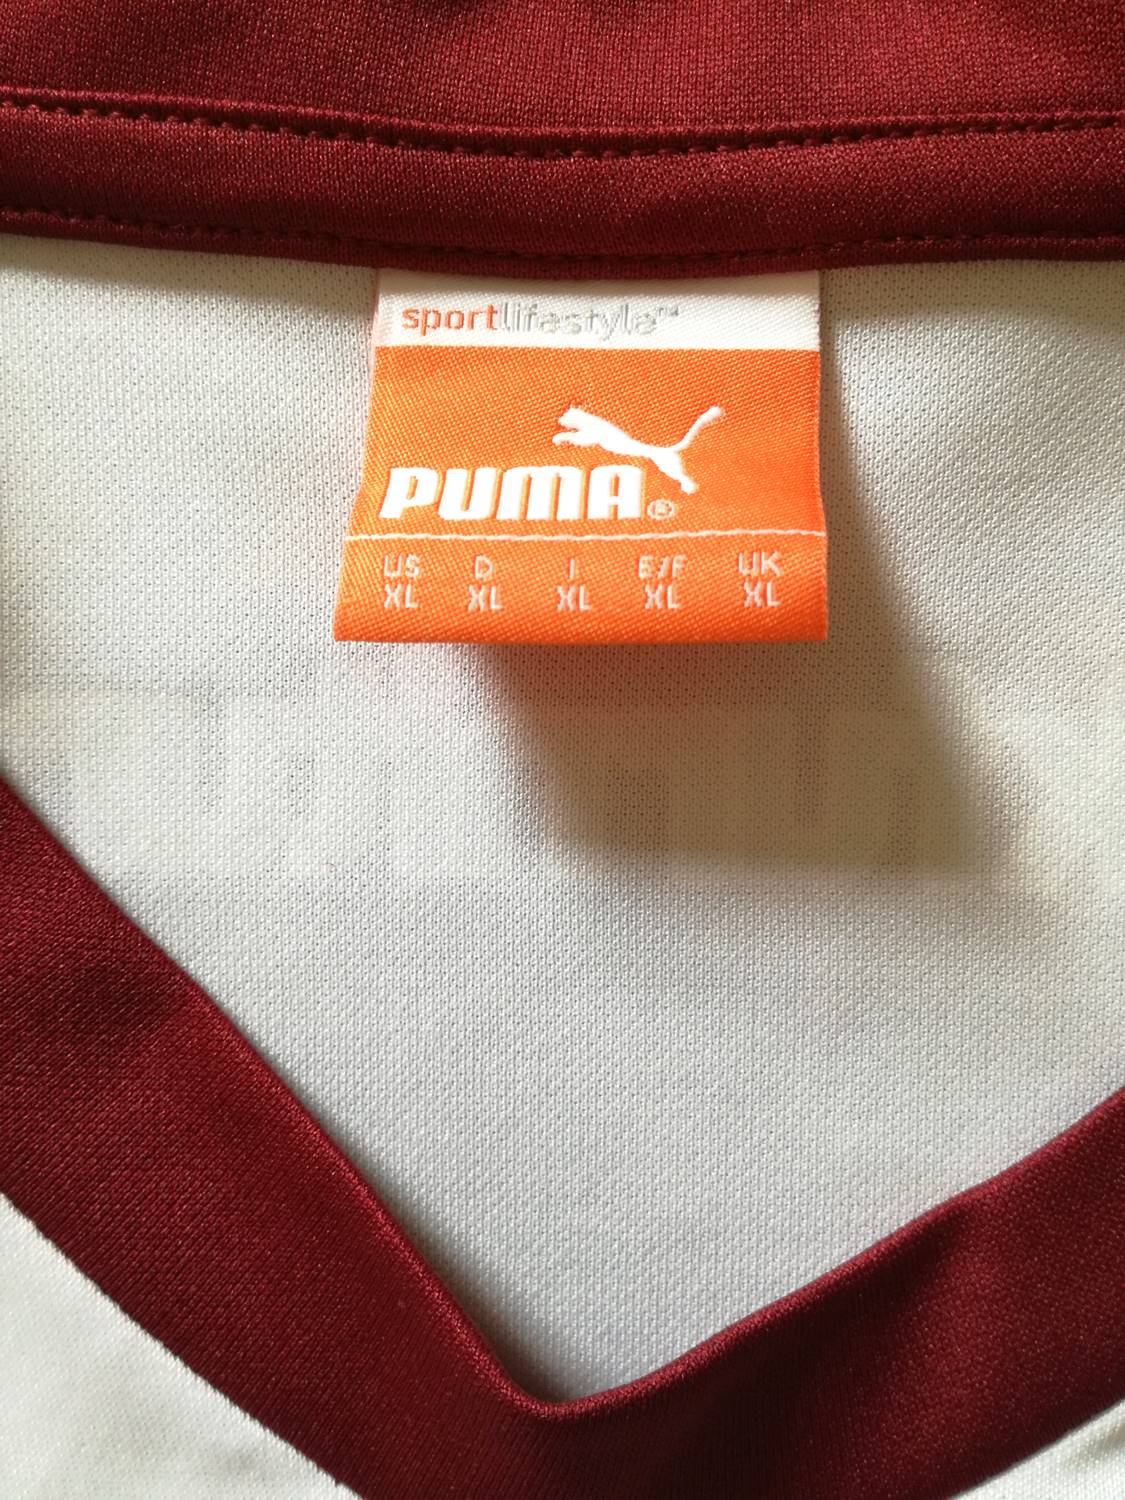 sportlifestyle™
PUMA®
US D I E/F UK
XL XL XL XL XL